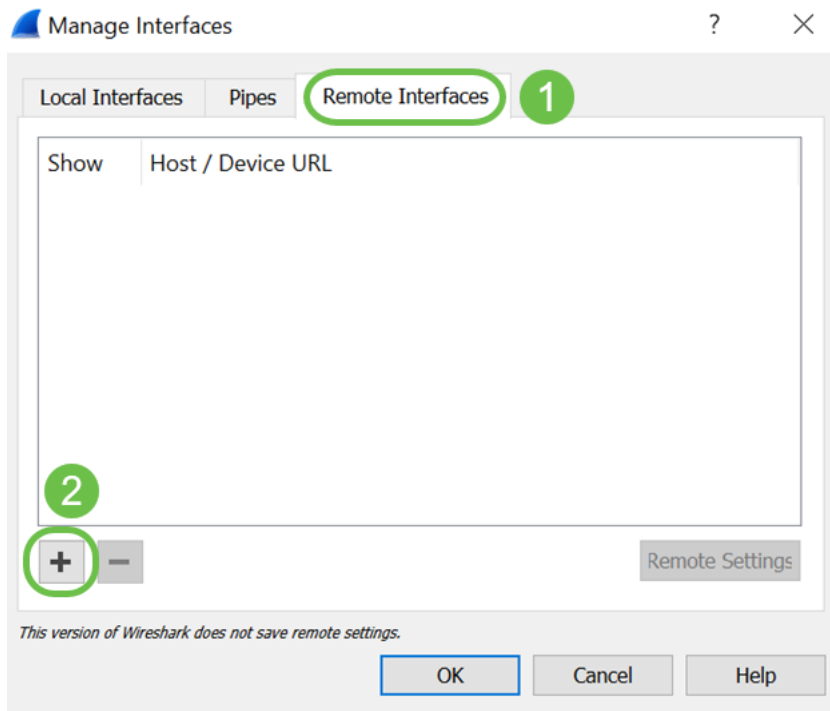 Manage Interfaces ?
Local Interfaces Pipes Remote Interfaces 1
Show Host / Device URL
2
+ − Remote Settings
This version of Wireshark does not save remote settings.
OK Cancel Help